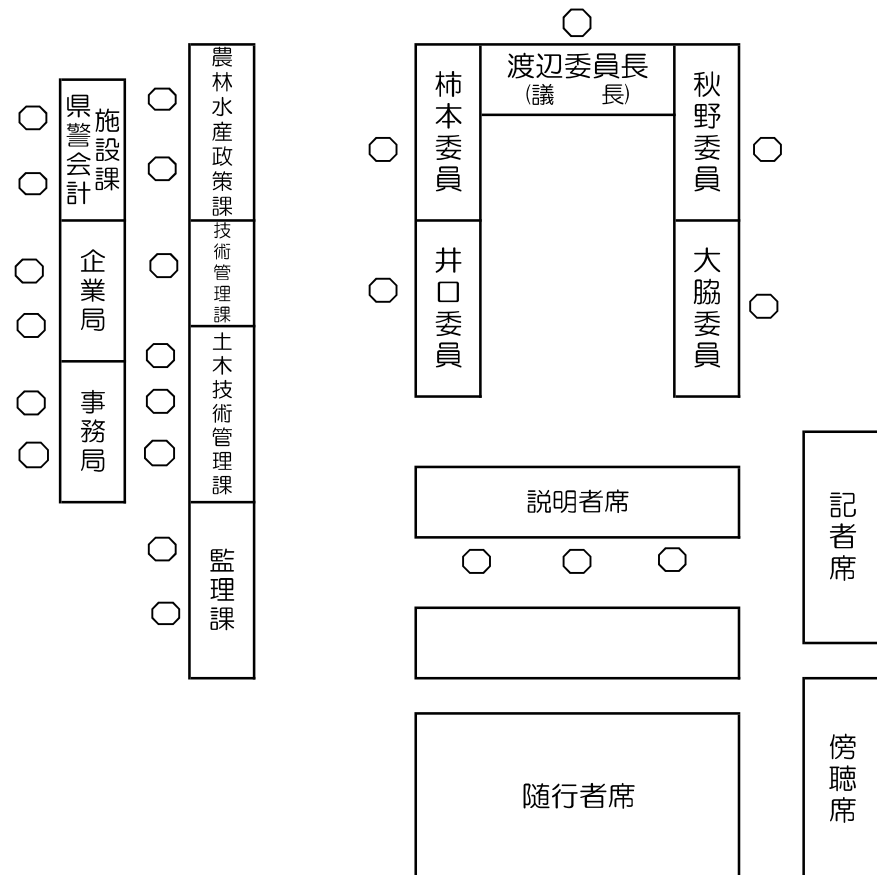 渡辺委員長
(議　　長)
柿本委員
秋野委員
井口委員
大脇委員
農林水産政策課
技術管理課
土木技術管理課
監理課
施設課
県警会計
企業局
事務局
説明者席
記者席
随行者席
傍聴席